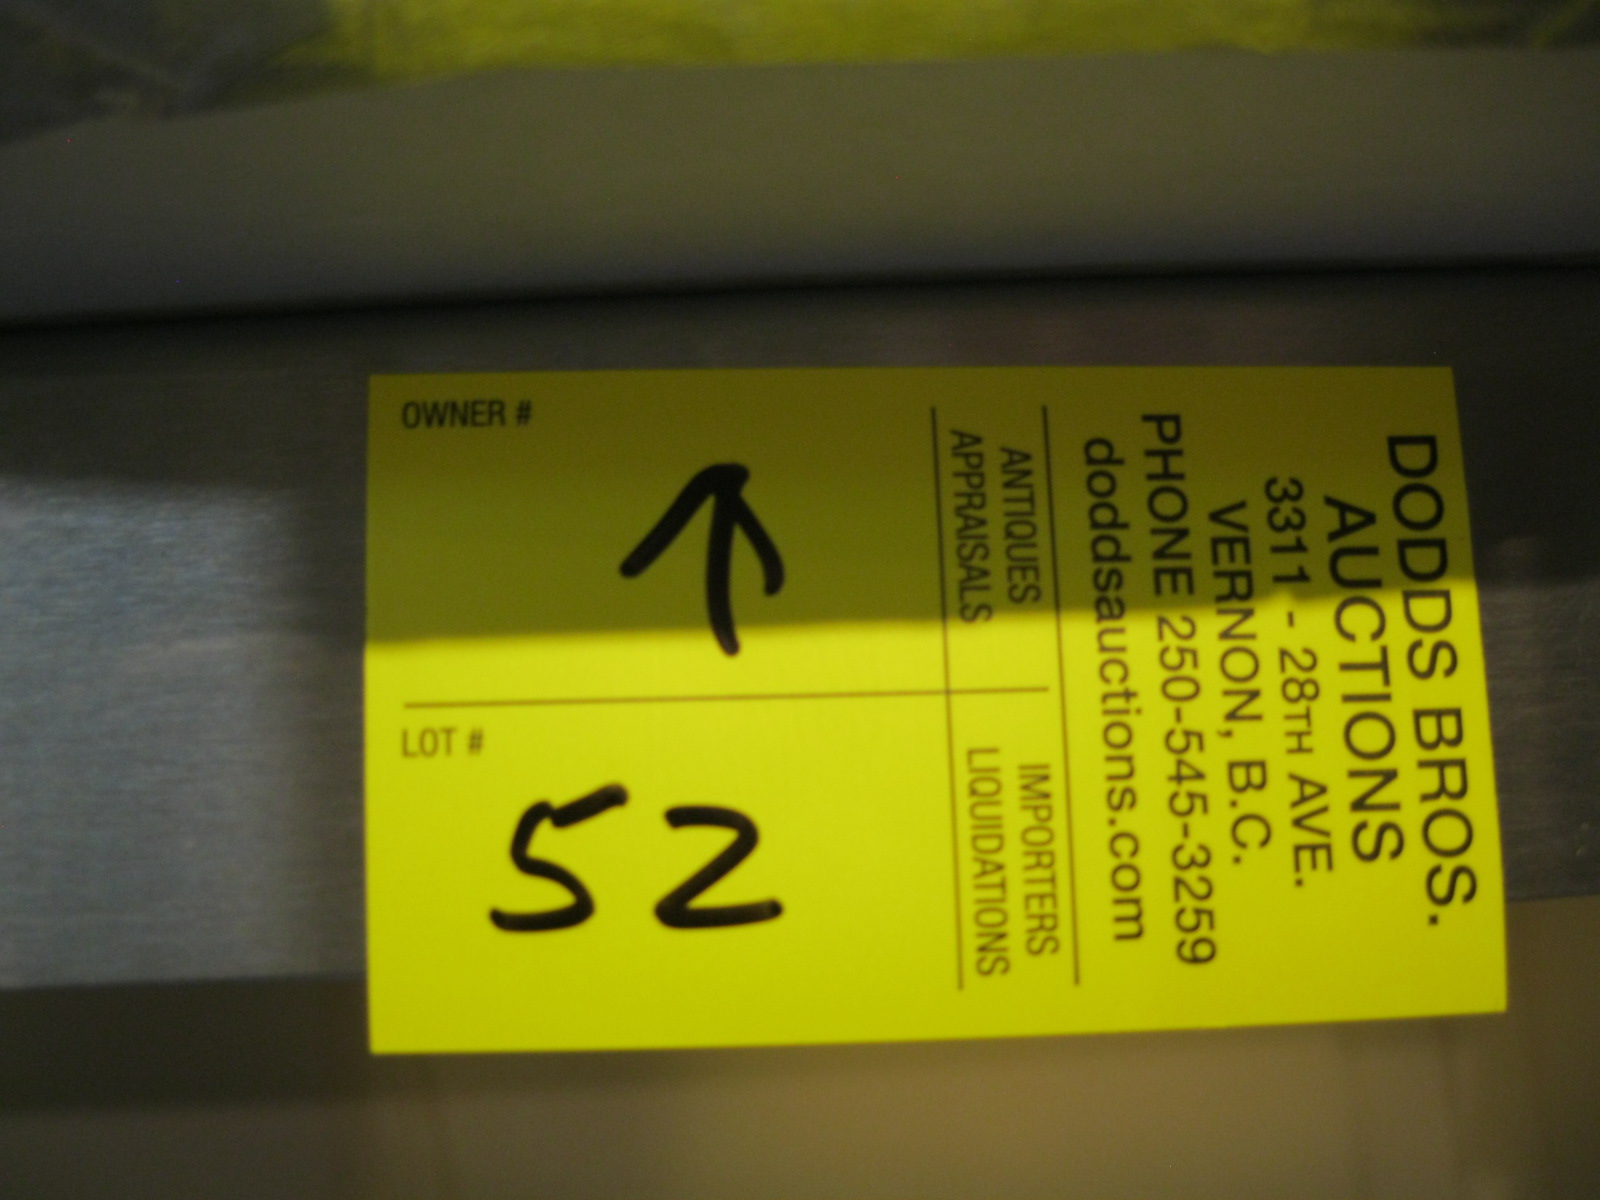 DODDS BROS.
AUCTIONS
3311 - 28TH AVE.
VERNON, B.C.
PHONE 250-545-3259
doddsauctions.com
ANTIQUES
APPRAISALS
IMPORTERS
LIQUIDATIONS
OWNER #
↑
LOT #
52